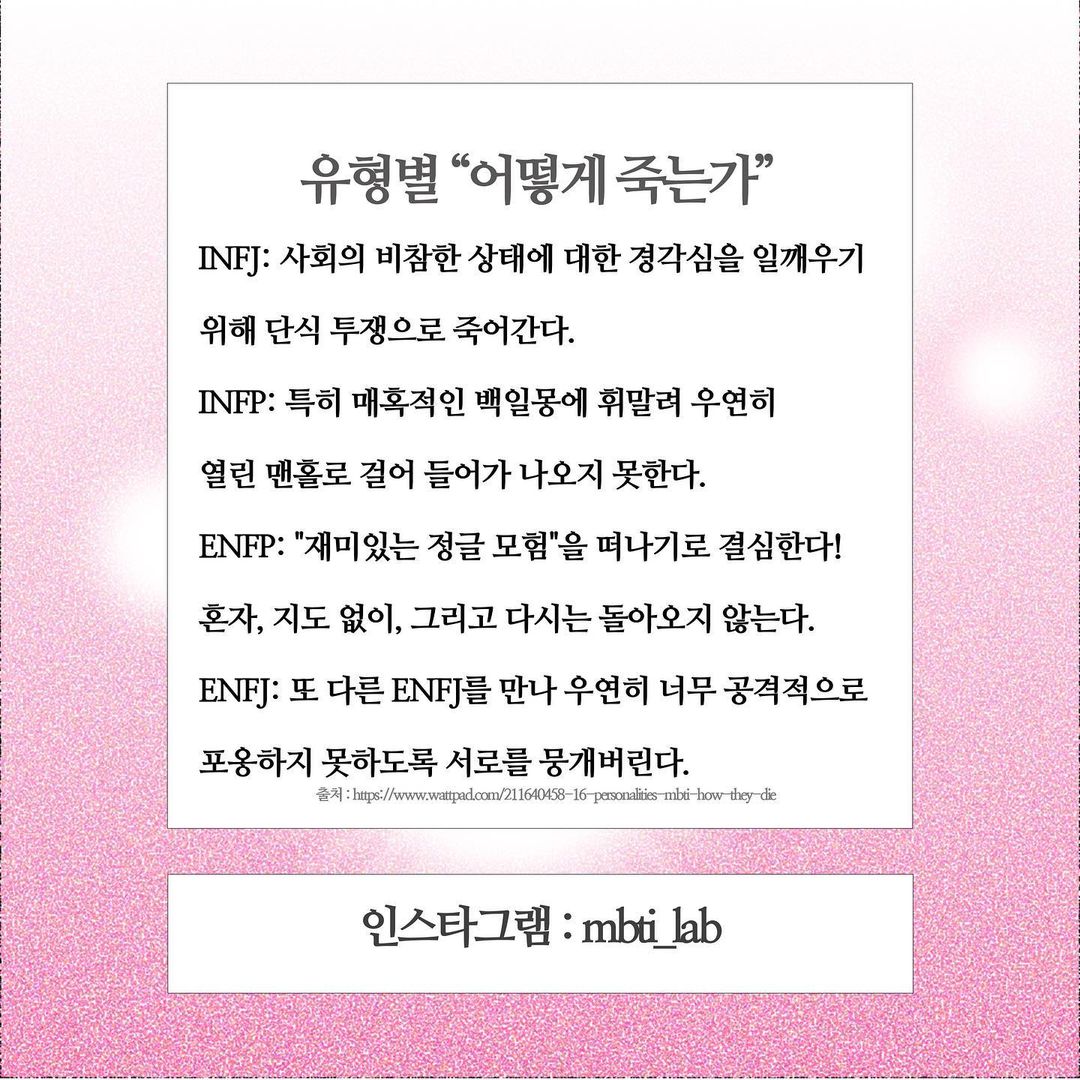 유형별 “어떻게 죽는가”
INFJ: 사회의 비참한 상태에 대한 경각심을 일깨우기
위해 단식 투쟁으로 죽어간다.
INFP: 특히 매혹적인 백일몽에 휘말려 우연히
열린 맨홀로 걸어 들어가 나오지 못한다.
ENFP: "재미있는 정글 모험"을 떠나기로 결심한다!
혼자, 지도 없이, 그리고 다시는 돌아오지 않는다.
ENFJ: 또 다른 ENFJ를 만나 우연히 너무 공격적으로
포옹하지 못하도록 서로를 뭉개버린다.
출처 : https://www.wattpad.com/211640458-16-personalities-mbti-how-they-die
인스타그램 : mbti_lab